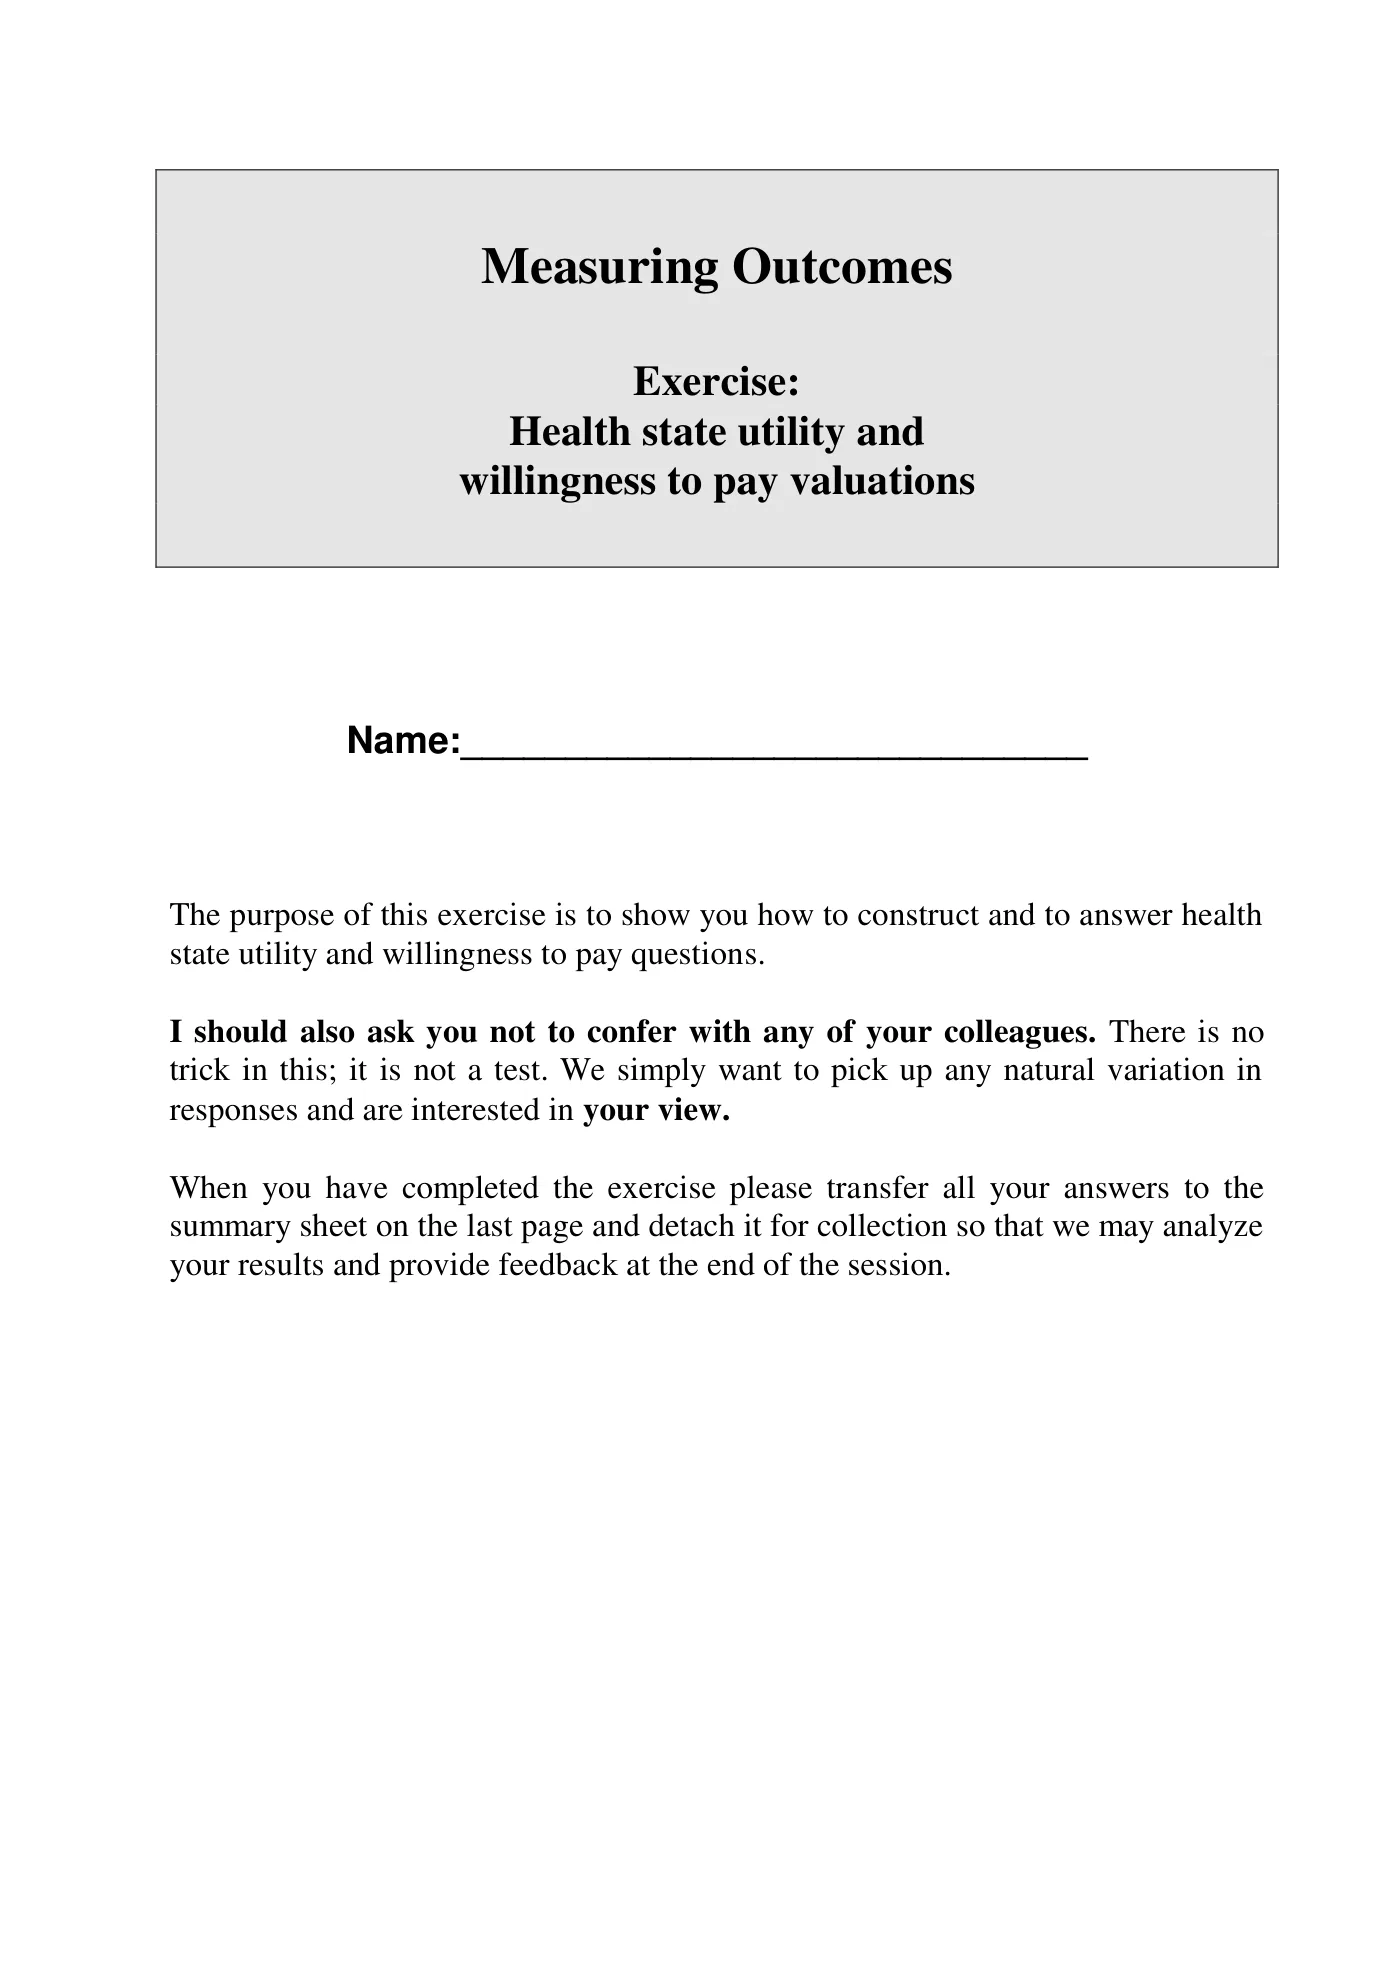 Measuring Outcomes
Exercise:
Health state utility and
willingness to pay valuations
Name:______________________________
The purpose of this exercise is to show you how to construct and to answer health
state utility and willingness to pay questions.
I should also ask you not to confer with any of your colleagues. There is no
trick in this; it is not a test. We simply want to pick up any natural variation in
responses and are interested in your view.
When you have completed the exercise please transfer all your answers to the
summary sheet on the last page and detach it for collection so that we may analyze
your results and provide feedback at the end of the session.